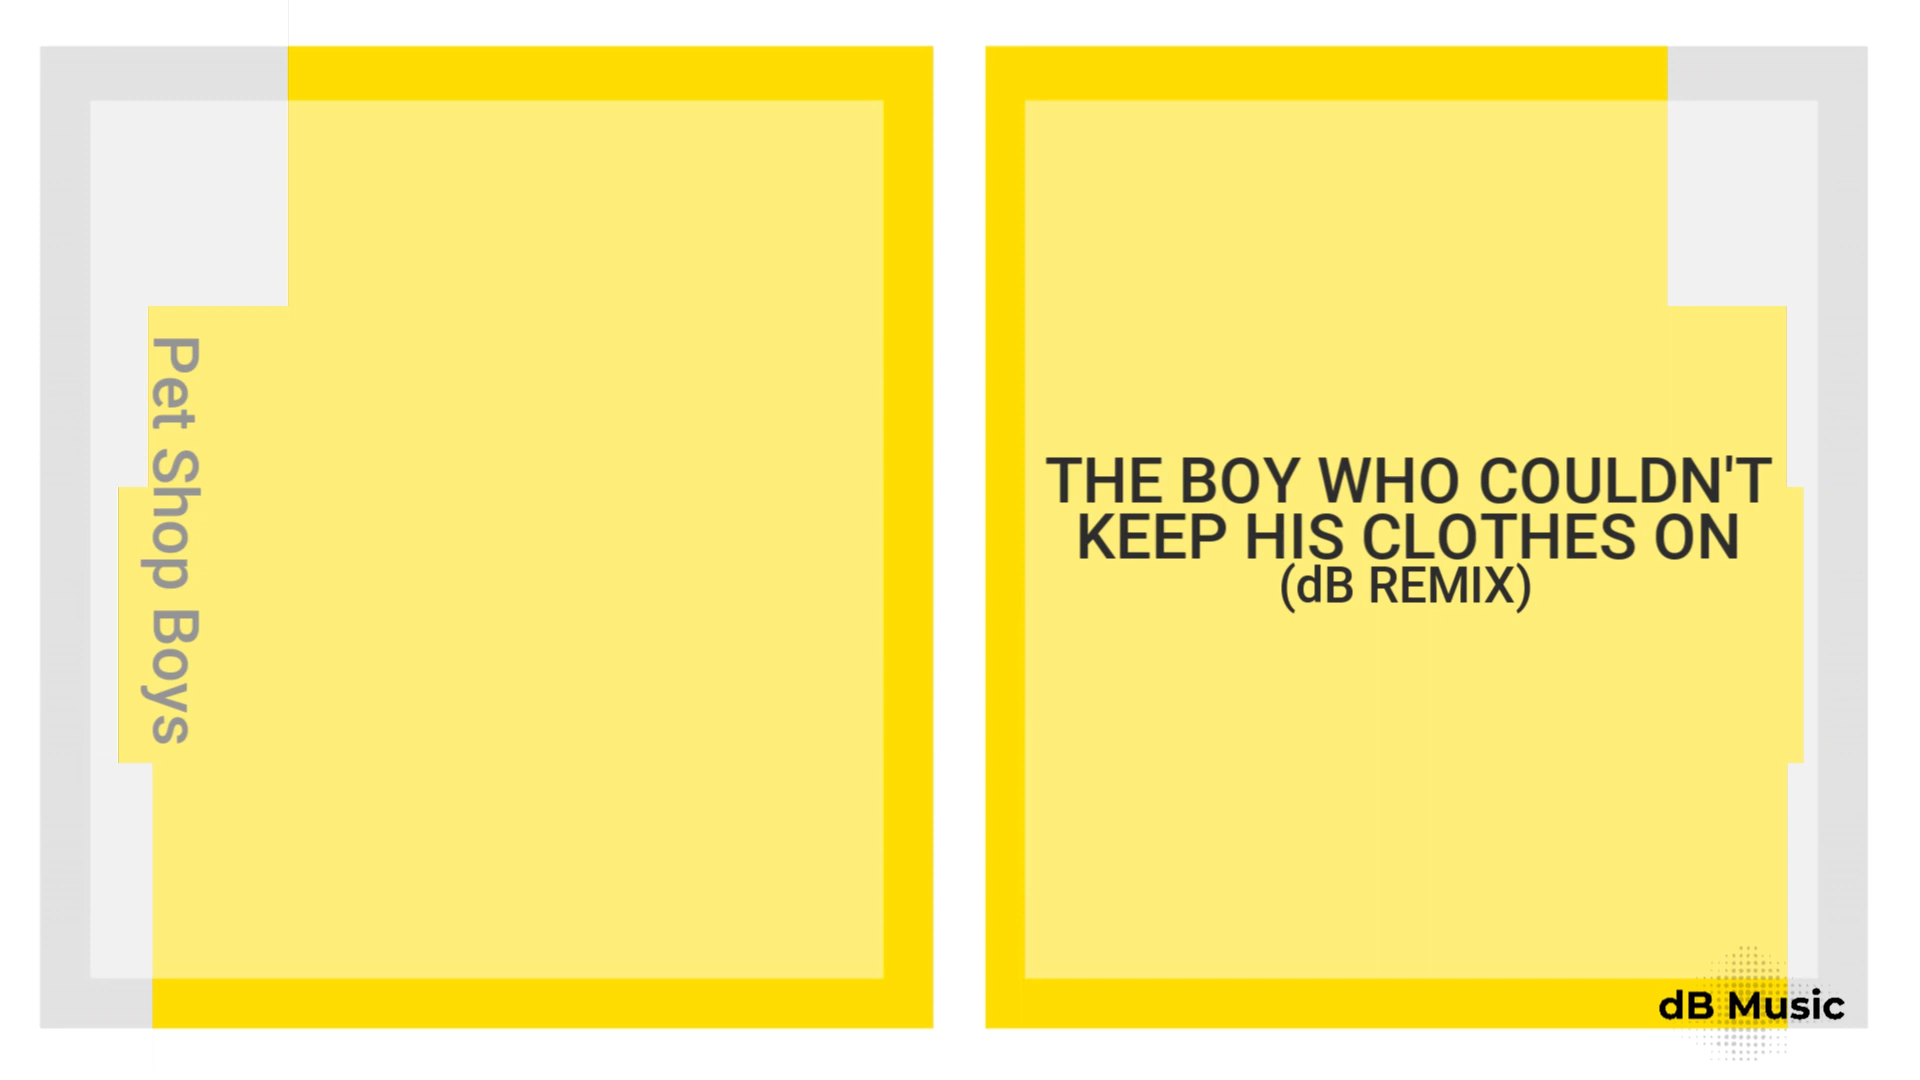 Pet Shop Boys
THE BOY WHO COULDN'T
KEEP HIS CLOTHES ON
(dB REMIX)
dB Music